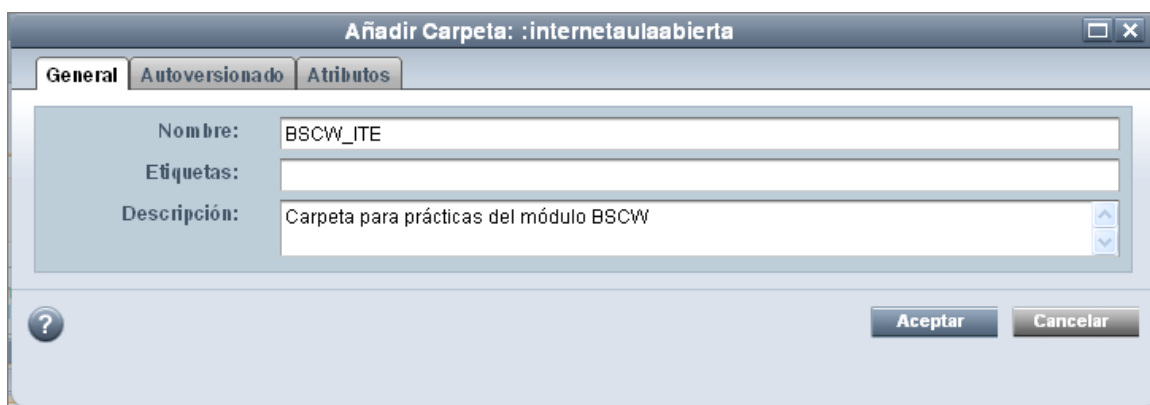 Añadir Carpeta: :internetaulaabierta
General Autoversionado Atributos
Nombre: BSCW_ITE
Etiquetas:
Descripción: Carpeta para prácticas del módulo BSCW
? Aceptar Cancelar